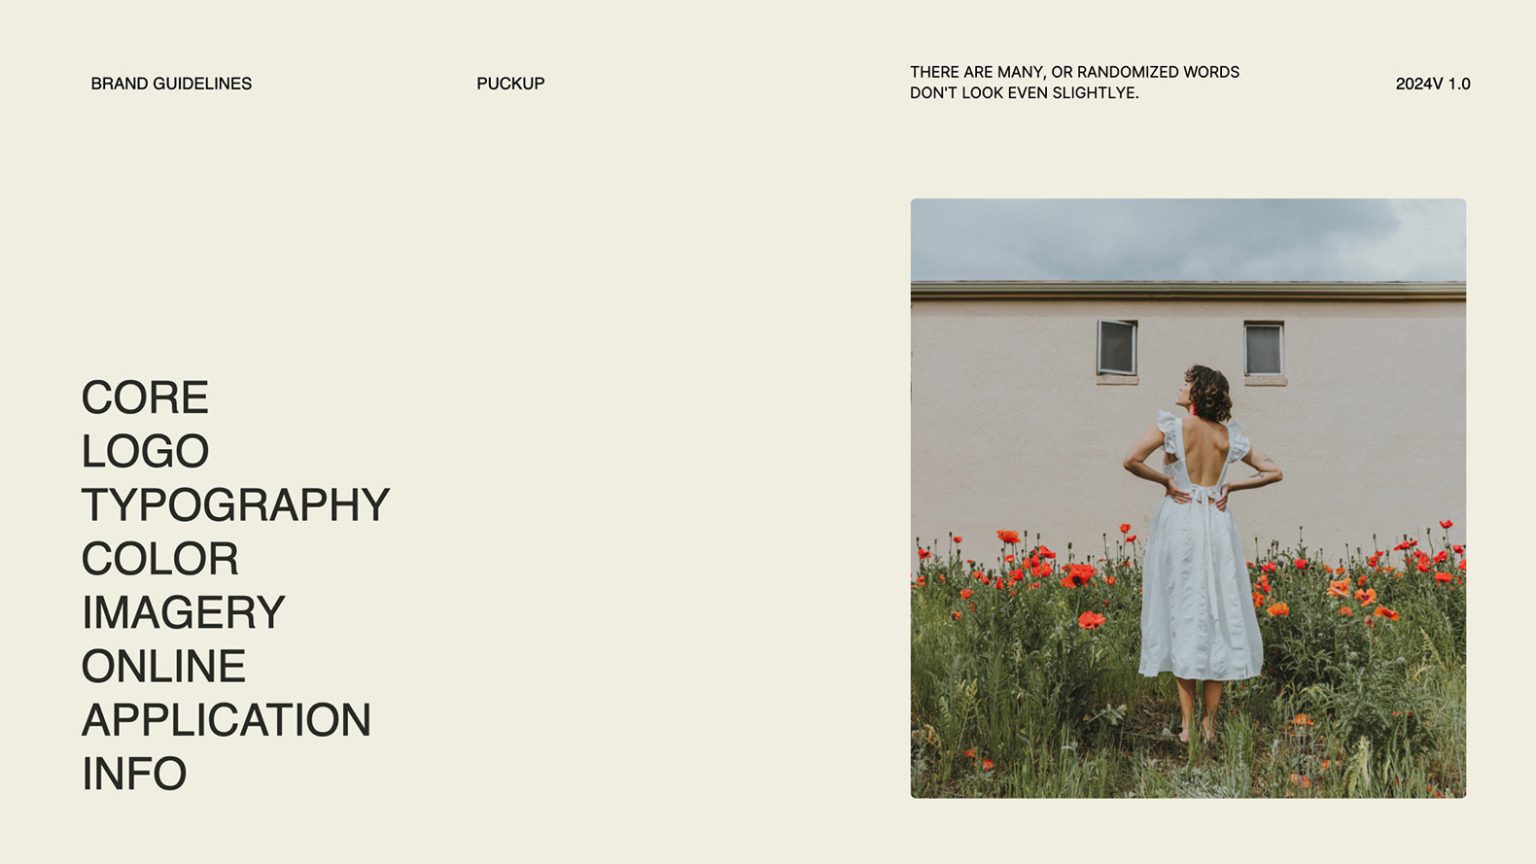 BRAND GUIDELINES
PUCKUP
THERE ARE MANY, OR RANDOMIZED WORDS
DON'T LOOK EVEN SLIGHTLYE.
2024V 1.0
CORE
LOGO
TYPOGRAPHY
COLOR
IMAGERY
ONLINE
APPLICATION
INFO